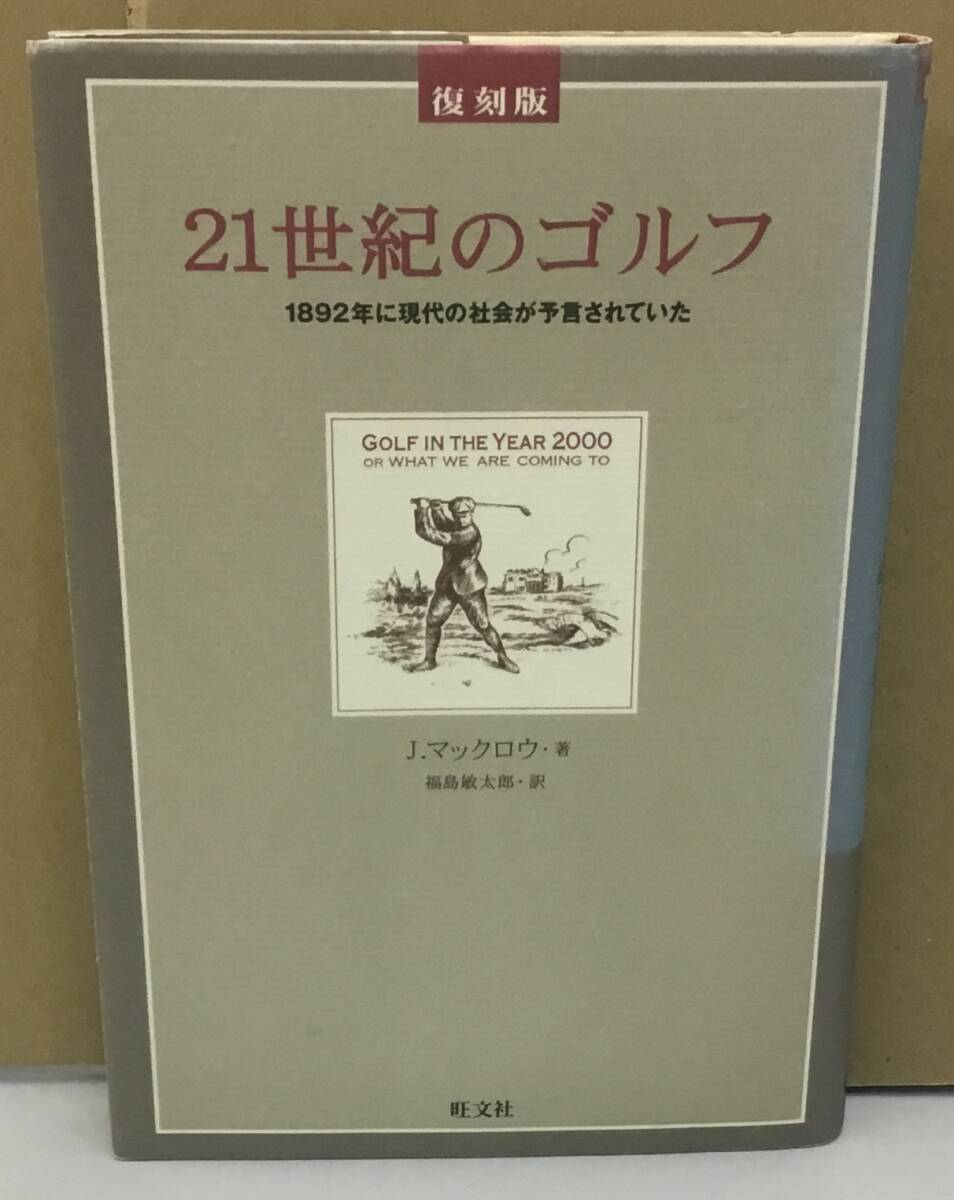 復刻版
21世紀のゴルフ
1892年に現代の社会が予言されていた
GOLF IN THE YEAR 2000
OR WHAT WE ARE COMING TO
J.マックロウ・著
福島敏太郎・訳
旺文社